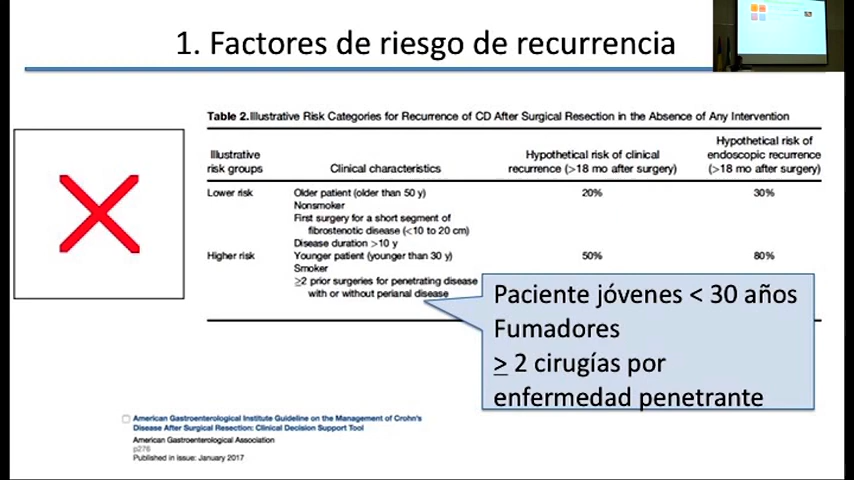 1. Factores de riesgo de recurrencia
Table 2. Illustrative Risk Categories for Recurrence of CD After Surgical Resection in the Absence of Any Intervention
Illustrative risk groups
Clinical characteristics
Hypothetical risk of clinical recurrence (>18 mo after surgery)
Hypothetical risk of endoscopic recurrence (>18 mo after surgery)
Lower risk
Older patient (older than 50 y)
20%
30%
Nonsmoker
First surgery for a short segment of
fibrostenotic disease (<10 to 20 cm)
Disease duration >10 y
Higher risk
Younger patient (younger than 30 y)
50%
80%
Smoker
≥2 prior surgeries for penetrating disease
with or without perianal disease
Paciente jóvenes < 30 años
Fumadores
≥ 2 cirugías por
enfermedad penetrante
American Gastroenterological Institute Guideline on the Management of Crohn's
Disease After Surgical Resection: Clinical Decision Support Tool
American Gastroenterological Association
p276
Published in issue: January 2017